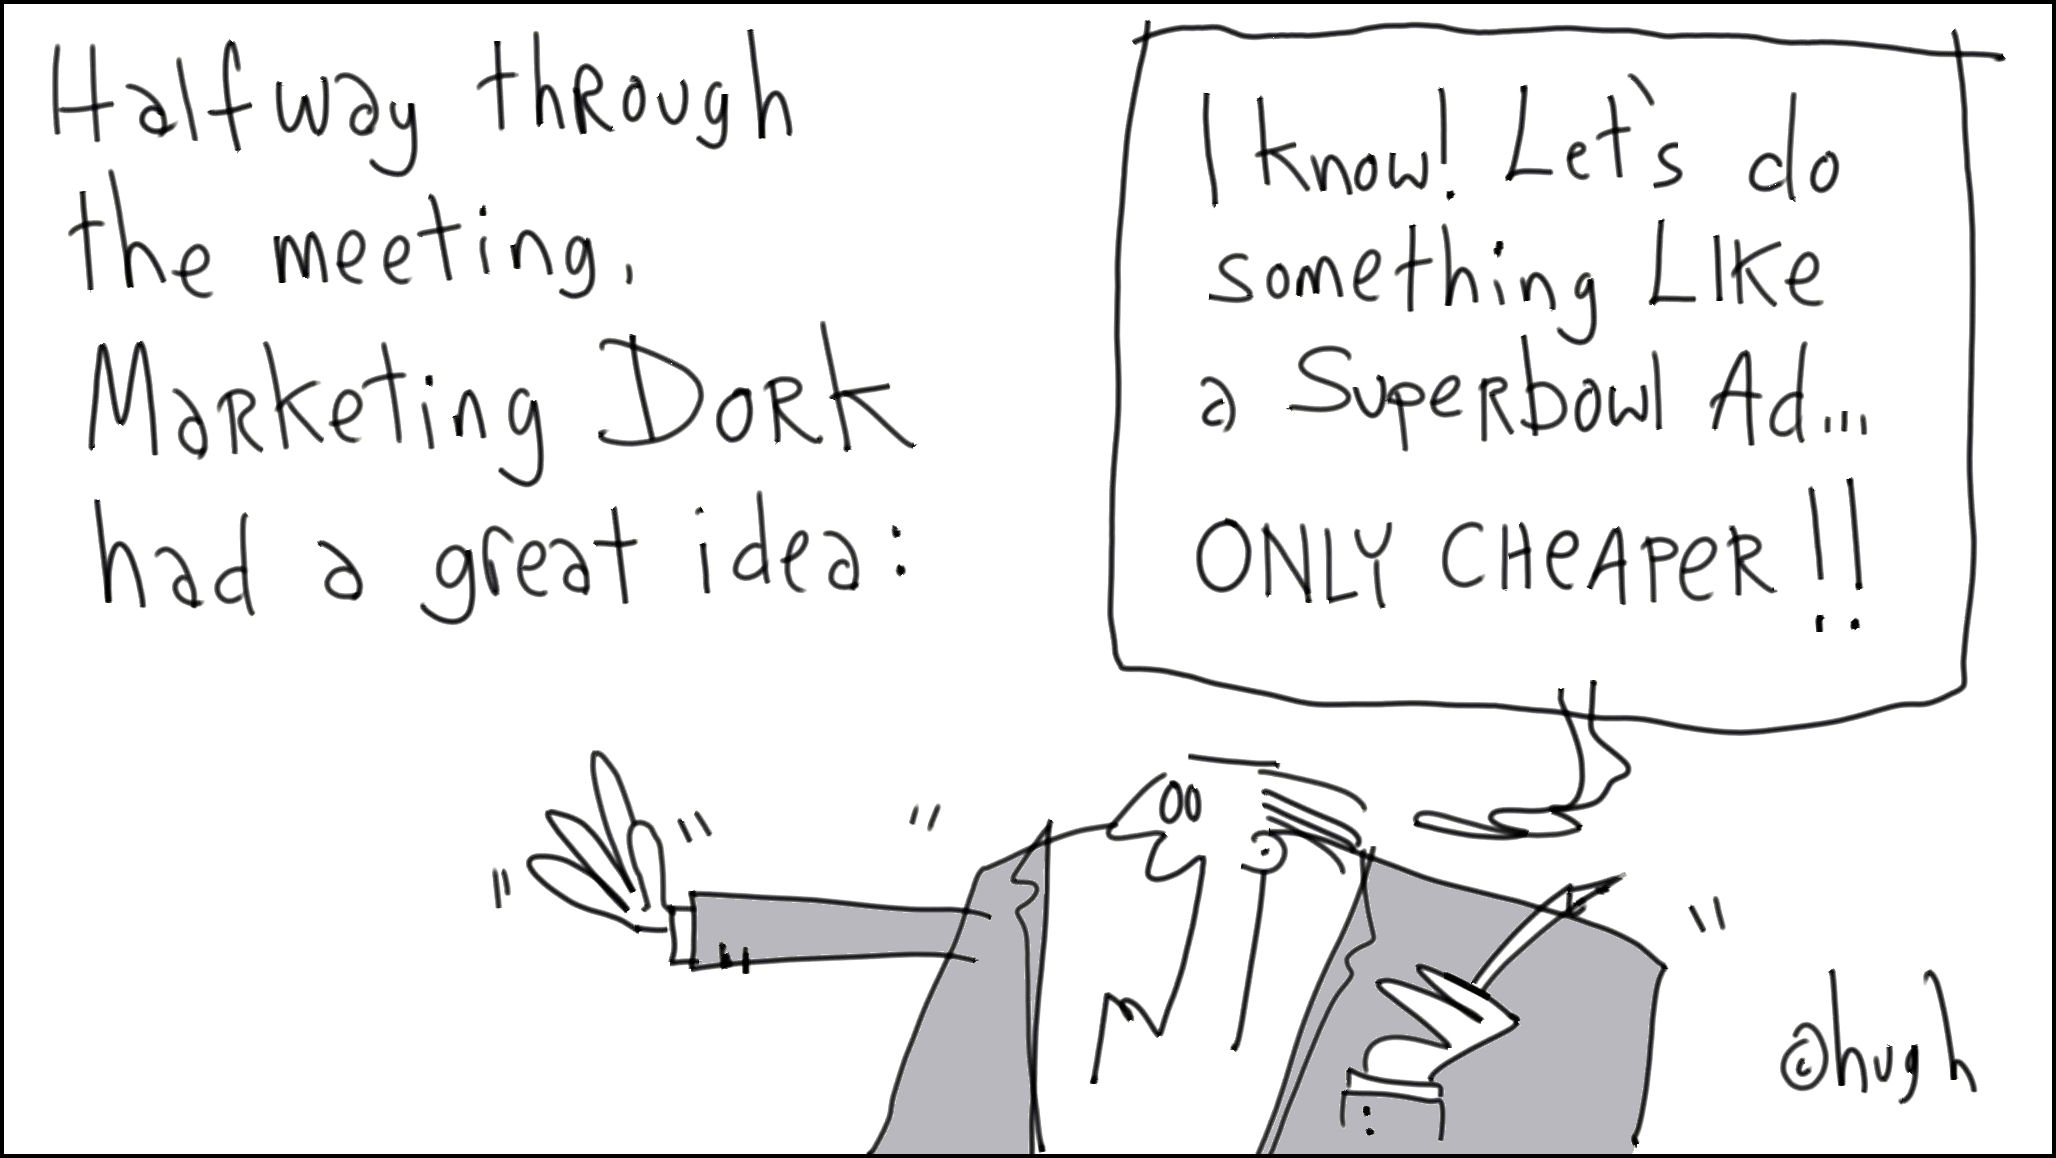 Halfway through
the meeting,
Marketing Dork
had a great idea:
I know! Let's do
something Like
a Superbowl Ad...
ONLY CHEAPER!!
©hugh